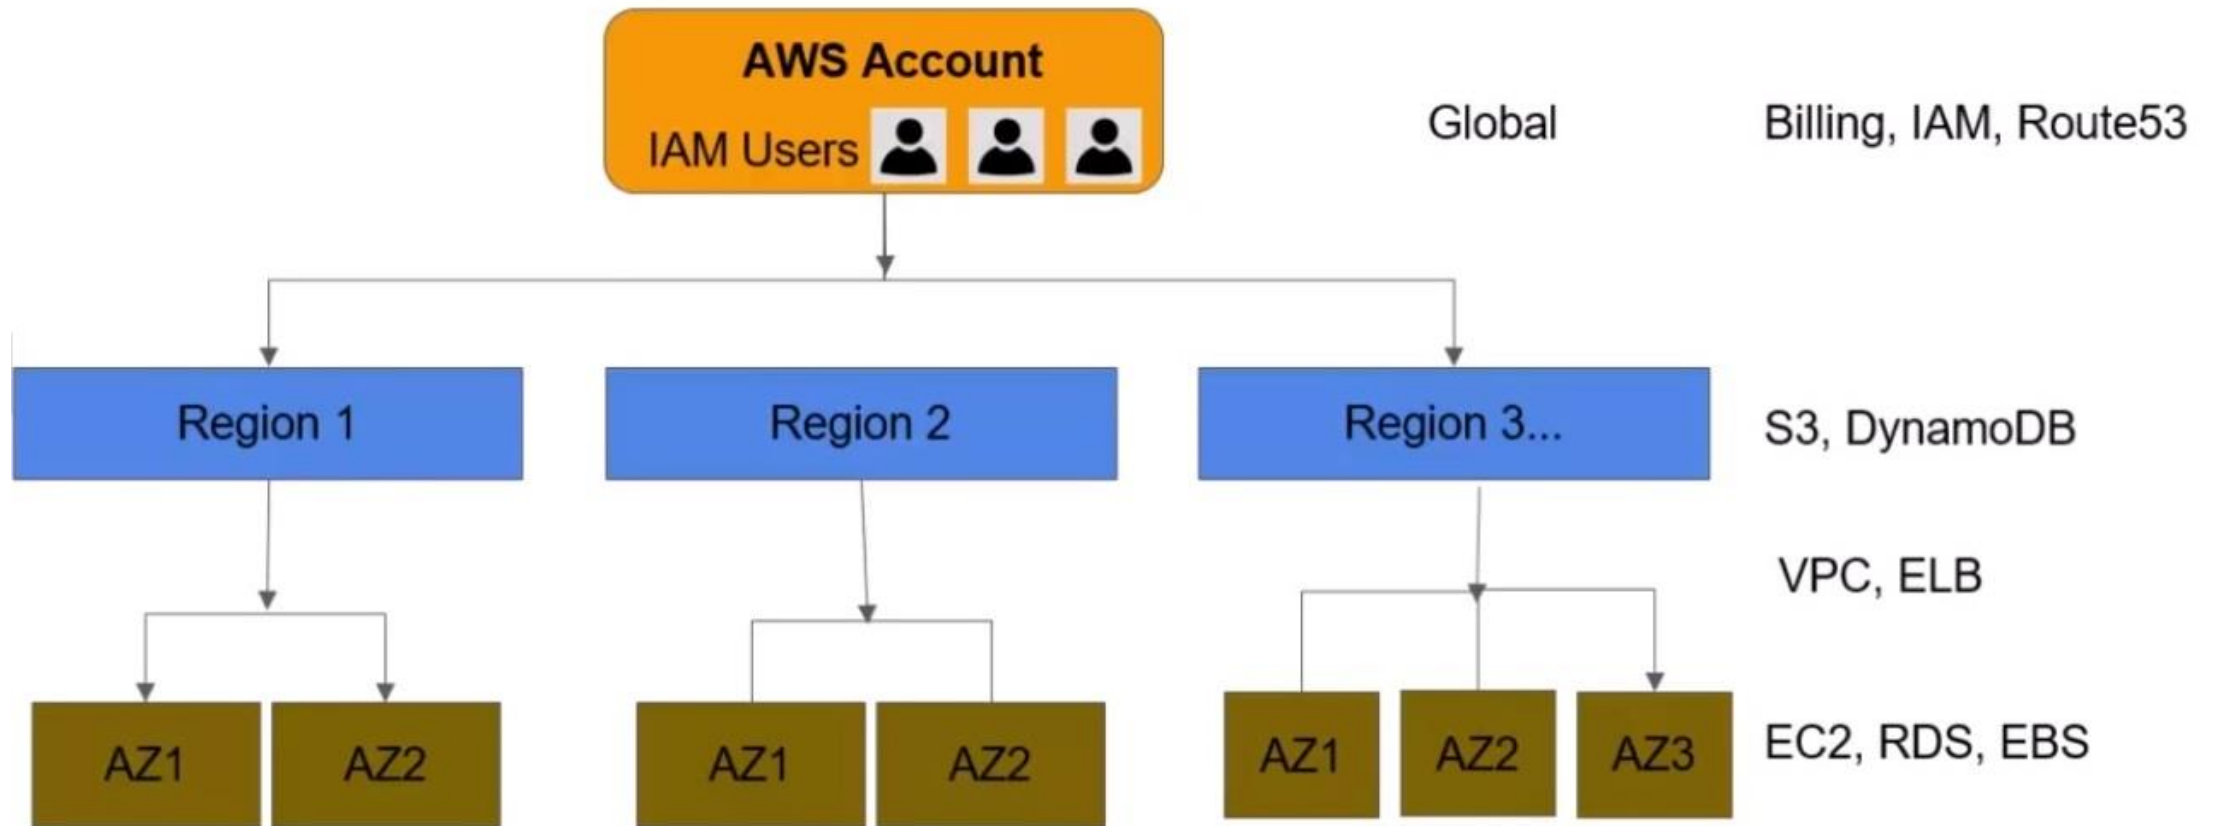 AWS Account
IAM Users
Global
Billing, IAM, Route53
Region 1
Region 2
Region 3...
S3, DynamoDB
VPC, ELB
AZ1
AZ2
AZ1
AZ2
AZ1
AZ2
AZ3
EC2, RDS, EBS